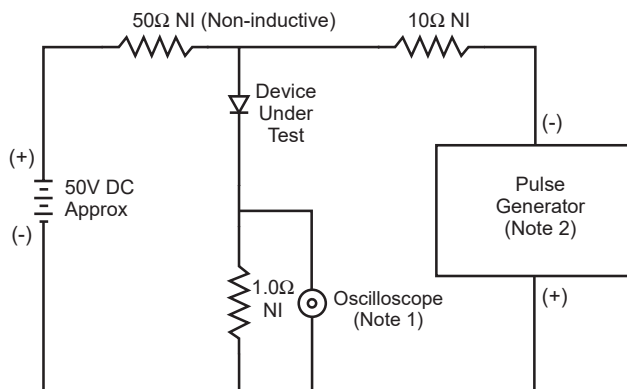 50Ω NI (Non-inductive)
10Ω NI
Device
Under
Test
(+)
50V DC
Approx
(-)
1.0Ω
NI
Oscilloscope
(Note 1)
(-)
Pulse
Generator
(Note 2)
(+)